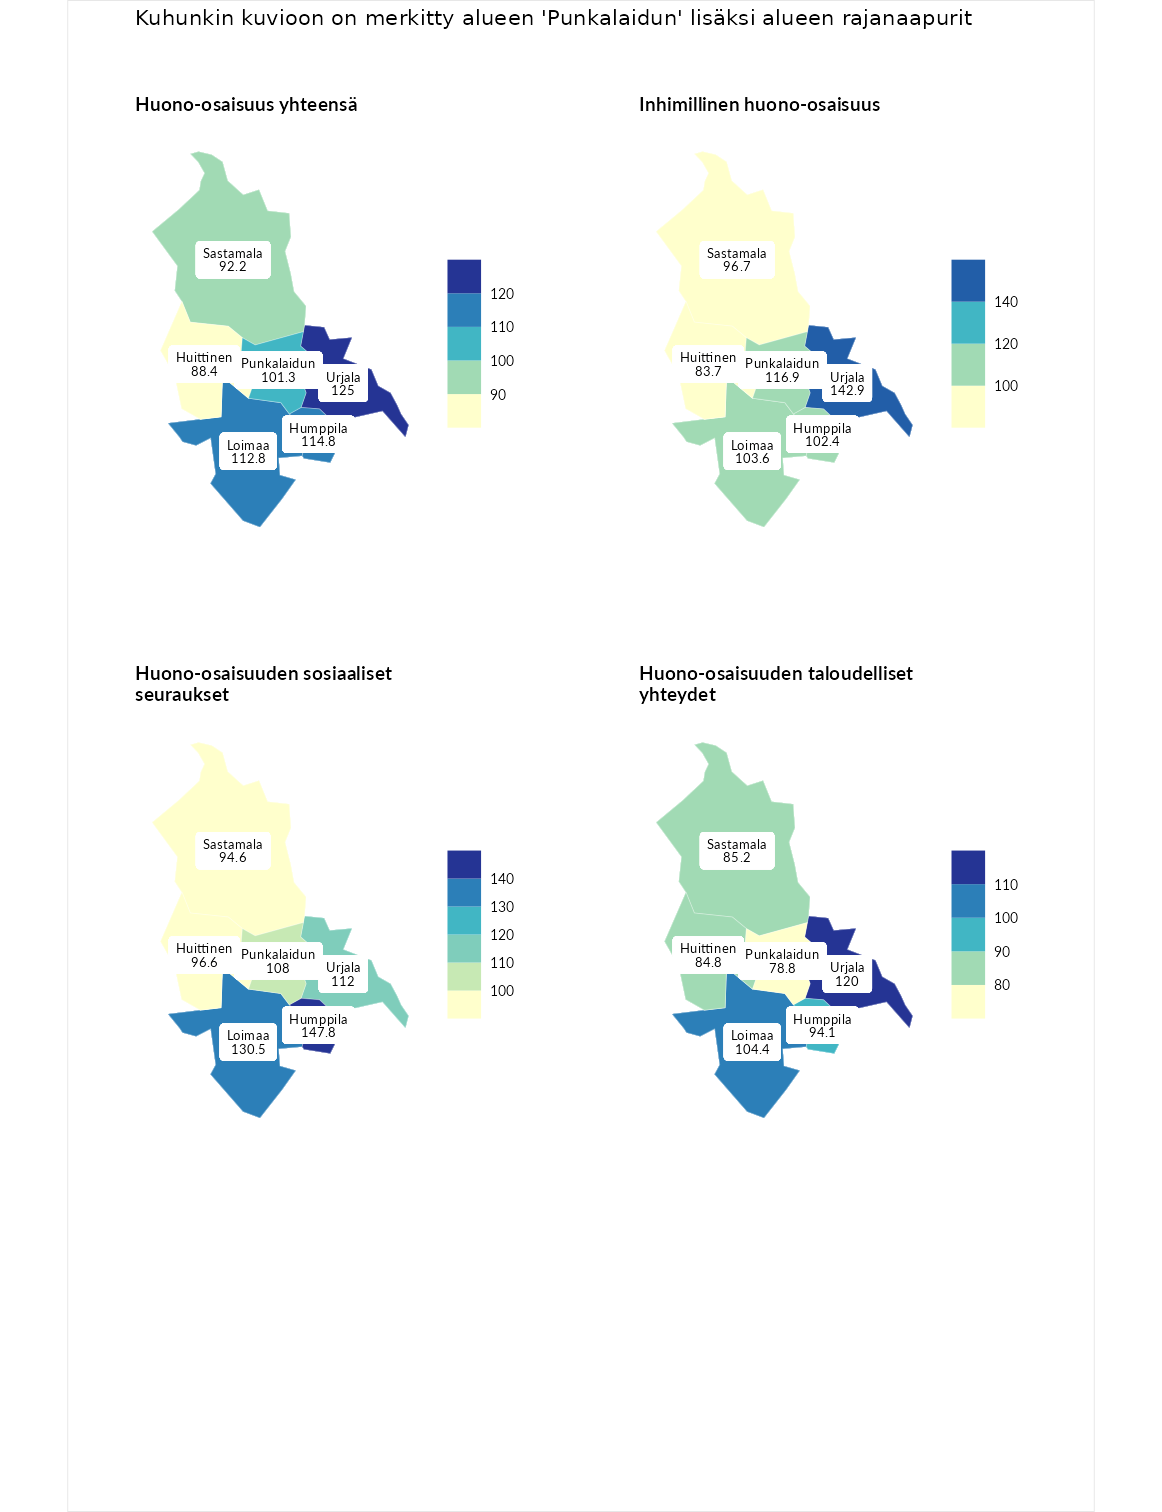 Kuhunkin kuvioon on merkitty alueen 'Punkalaidun' lisäksi alueen rajanaapurit
Huono-osaisuus yhteensä
Sastamala
92.2
Huittinen
88.4
Punkalaidun
101.3
Urjala
125
Humppila
114.8
Loimaa
112.8
120
110
100
90
Inhimillinen huono-osaisuus
Sastamala
96.7
Huittinen
83.7
Punkalaidun
116.9
Urjala
142.9
Humppila
102.4
Loimaa
103.6
140
120
100
Huono-osaisuuden sosiaaliset
seuraukset
Sastamala
94.6
Huittinen
96.6
Punkalaidun
108
Urjala
112
Humppila
147.8
Loimaa
130.5
140
130
120
110
100
Huono-osaisuuden taloudelliset
yhteydet
Sastamala
85.2
Huittinen
84.8
Punkalaidun
78.8
Urjala
120
Humppila
94.1
Loimaa
104.4
110
100
90
80